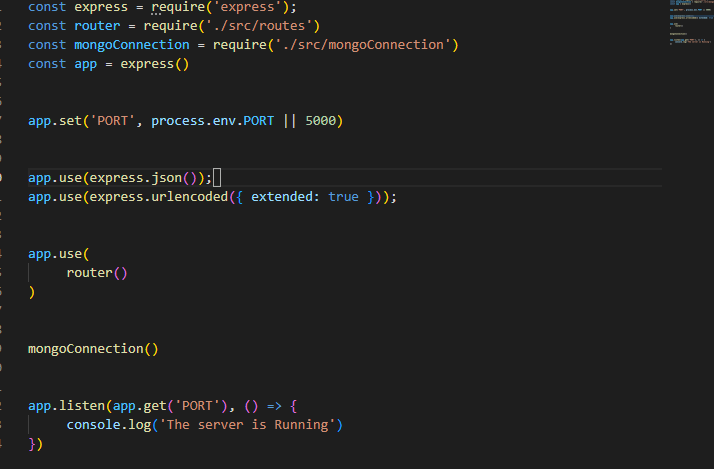 const express = require('express');
const router = require('./src/routes')
const mongoConnection = require('./src/mongoConnection')
const app = express()
app.set('PORT', process.env.PORT || 5000)
app.use(express.json());
app.use(express.urlencoded({ extended: true }));
app.use(
router()
)
mongoConnection()
app.listen(app.get('PORT'), () => {
console.log('The server is Running')
})